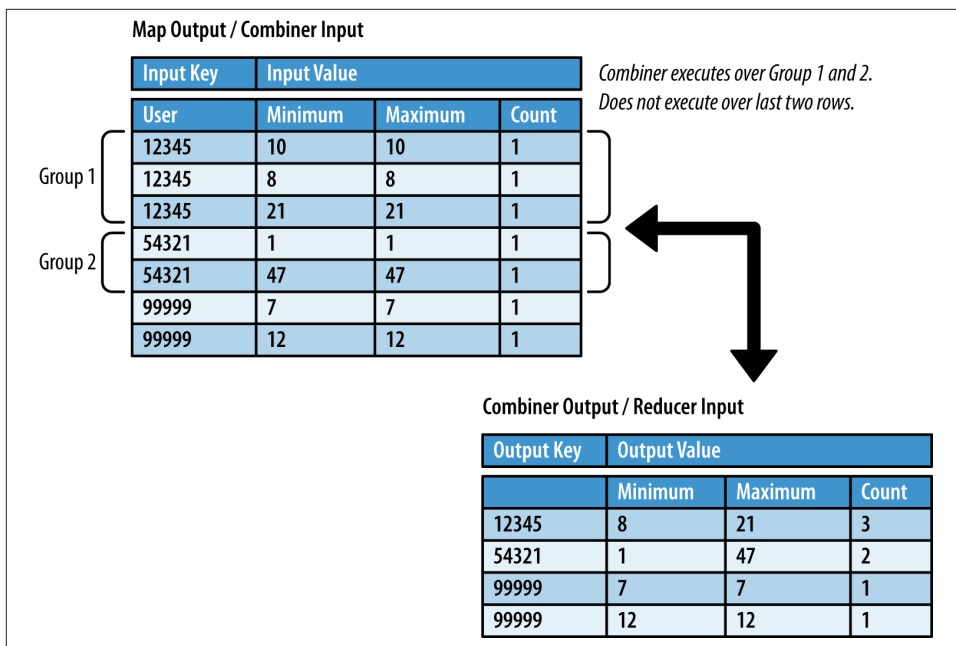 Map Output / Combiner Input
Input Key Input Value
Combiner executes over Group 1 and 2.
Does not execute over last two rows.
User Minimum Maximum Count
12345 10 10 1
Group 1
12345 8 8 1
12345 21 21 1
54321 1 1 1
Group 2
54321 47 47 1
99999 7 7 1
99999 12 12 1
Combiner Output / Reducer Input
Output Key Output Value
Minimum Maximum Count
12345 8 21 3
54321 1 47 2
99999 7 7 1
99999 12 12 1